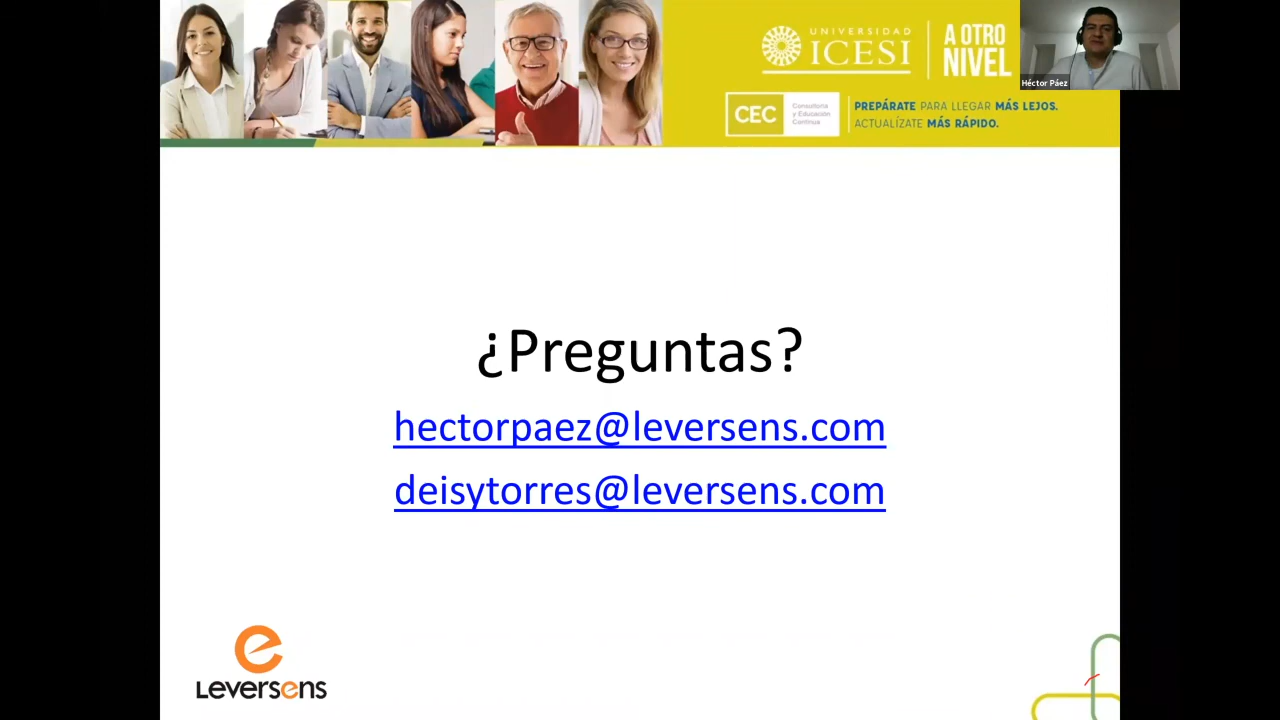 UNIVERSIDAD
ICESI
A OTRO
NIVEL
Héctor Páez
CEC
Consultoría
y Educación
Continua
PREPÁRATE PARA LLEGAR MÁS LEJOS.
ACTUALÍZATE MÁS RÁPIDO.
¿Preguntas?
hectorpaez@leversens.com
deisytorres@leversens.com
e
Leversens